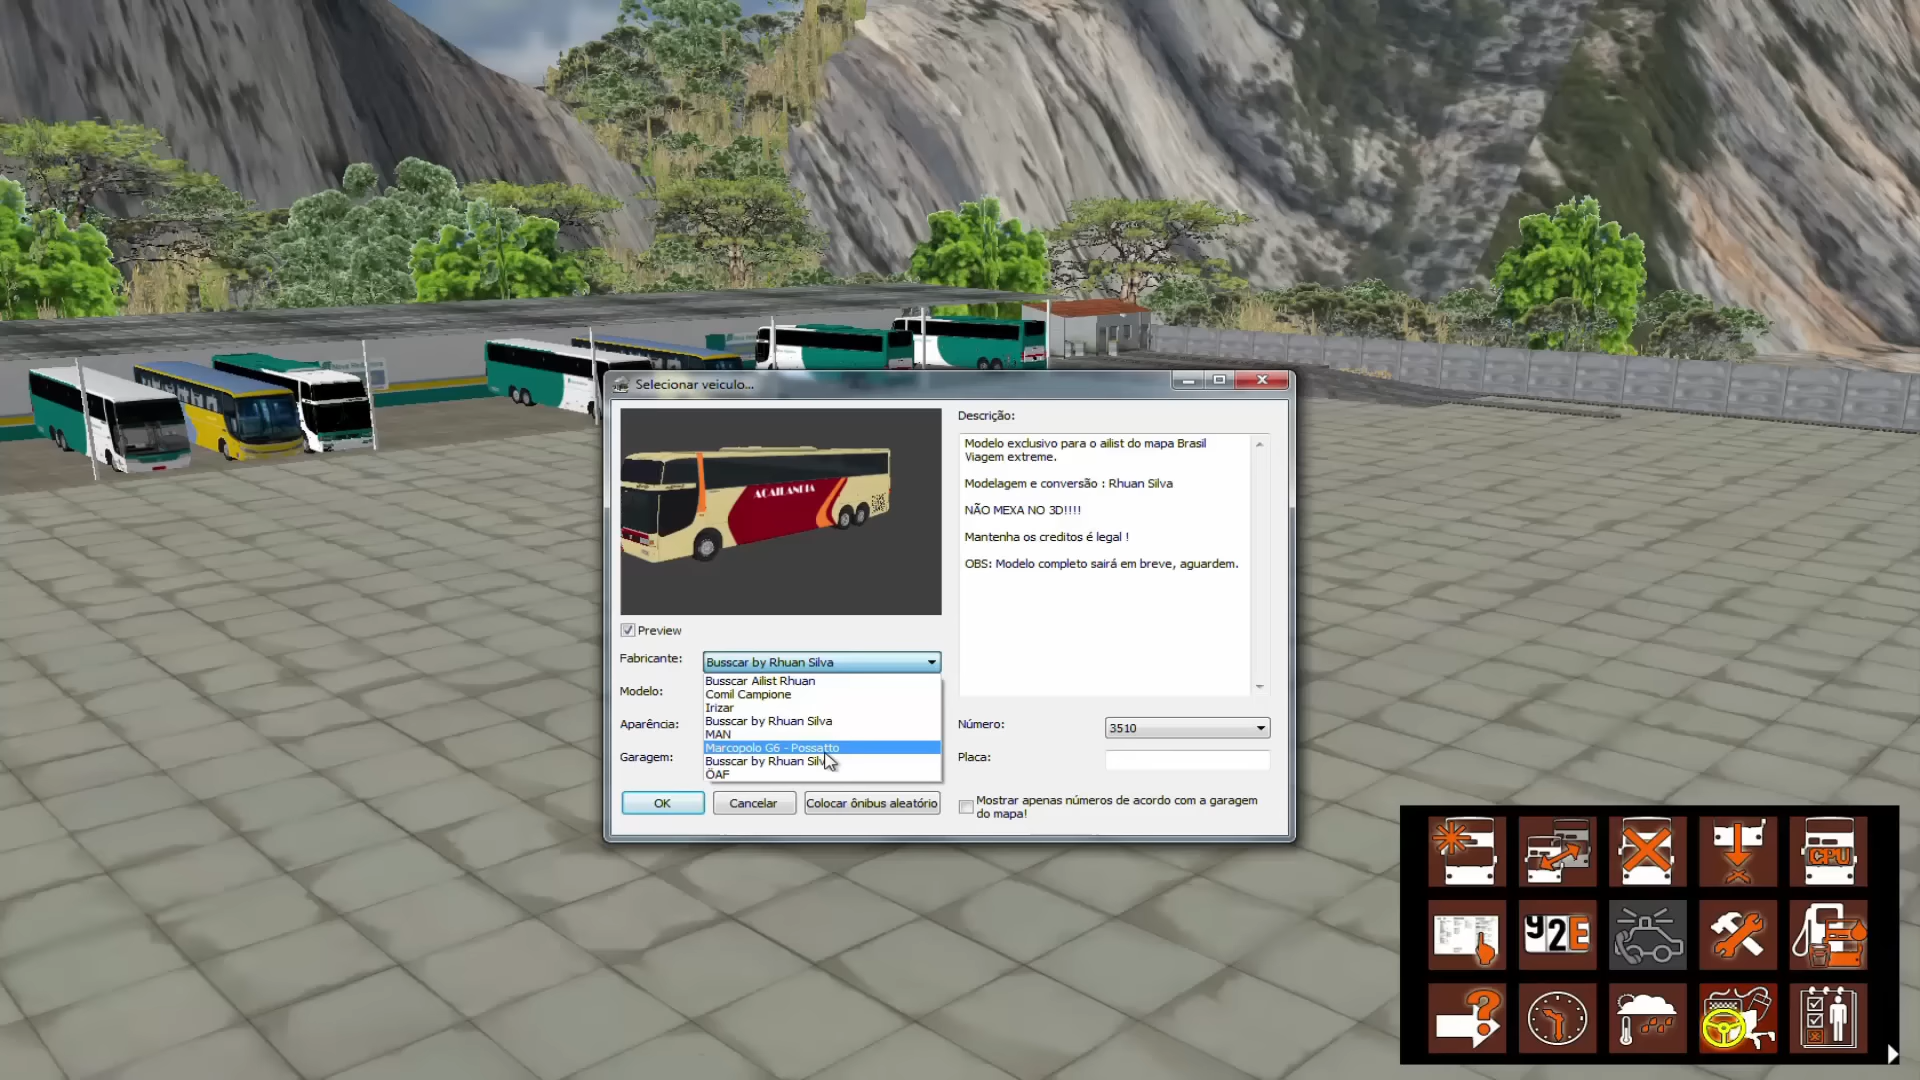 Selecionar veiculo...
AÇAILANDIA
Descrição:
Modelo exclusivo para o ailist do mapa Brasil
Viagem extreme.
Modelagem e conversão : Rhuan Silva
NÃO MEXA NO 3D!!!!
Mantenha os creditos é legal !
OBS: Modelo completo sairá em breve, aguardem.
Preview
Fabricante:
Busscar by Rhuan Silva
Busscar Ailist Rhuan
Comil Campione
Irizar
Busscar by Rhuan Silva
MAN
Marcopolo G6 - Possatto
Busscar by Rhuan Silv
ÖAF
Modelo:
Aparência:
Garagem:
Número:
3510
Placa:
OK
Cancelar
Colocar ônibus aleatório
Mostrar apenas números de acordo com a garagem
do mapa!
CPU
92E